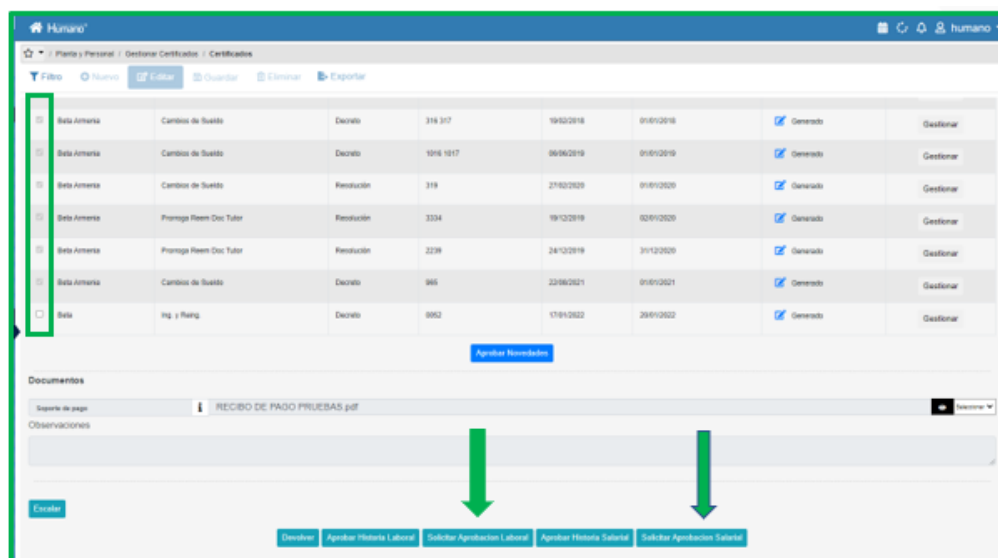 Humano®
humano
/ Planta y Personal / Gestionar Certificados / Certificados
Filtro Nuevo Editar Guardar Eliminar Exportar
Beta Armenia Cambios de Sueldo Decreto 316 317 19/02/2018 01/01/2018 Generado Gestionar
Beta Armenia Cambios de Sueldo Decreto 1016 1017 06/06/2019 01/01/2019 Generado Gestionar
Beta Armenia Cambios de Sueldo Resolución 319 27/02/2020 01/01/2020 Generado Gestionar
Beta Armenia Prorroga Reem Doc Tutor Resolución 3334 19/12/2019 02/01/2020 Generado Gestionar
Beta Armenia Prorroga Reem Doc Tutor Resolución 2239 24/12/2019 31/12/2020 Generado Gestionar
Beta Armenia Cambios de Sueldo Decreto 965 22/08/2021 01/01/2021 Generado Gestionar
Beta Ing. y Reing. Decreto 0052 17/01/2022 20/01/2022 Generado Gestionar
Aprobar Novedades
Documentos
Soporte de pago RECIBO DE PAGO PRUEBAS.pdf Seleccionar
Observaciones
Escalar
Devolver Aprobar Historia Laboral Solicitar Aprobacion Laboral Aprobar Historia Salarial Solicitar Aprobacion Salarial